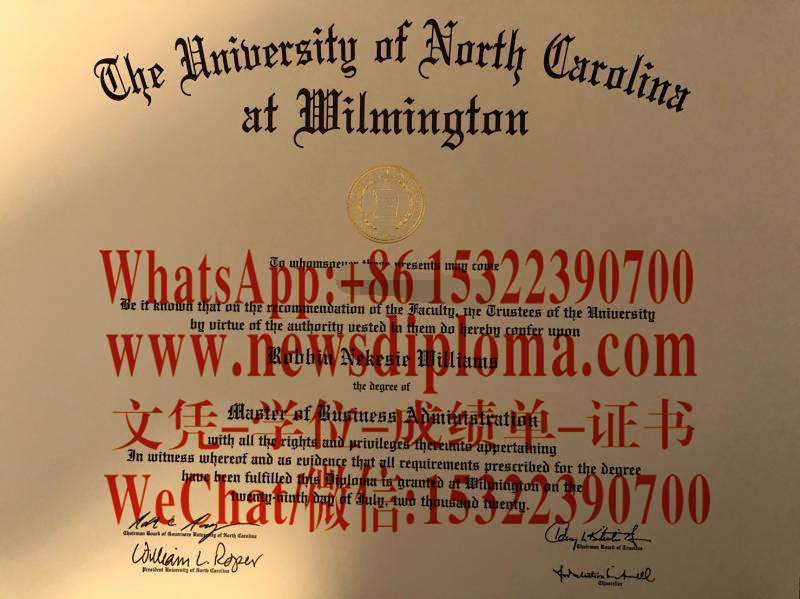 The University of North Carolina
at Wilmington
To whomsoever these presents may come
WhatsApp:+86 15322390700
Be it known that on the recommendation of the Faculty, the Trustees of the University
by virtue of the authority vested in them do hereby confer upon
www.newsdiploma.com
Robbin Nekesie Williams
the degree of
Master of Business Administration
文凭-学位-成绩单-证书
with all the rights and privileges thereunto appertaining
In witness whereof and as evidence that all requirements prescribed for the degree
have been fulfilled this Diploma is granted at Wilmington on the
WeChat/微信:15322390700
twenty-ninth day of July, two thousand twenty.
Chairman Board of Governors University of North Carolina
Chairman Board of Trustees
William L. Roper
President University of North Carolina
Chancellor